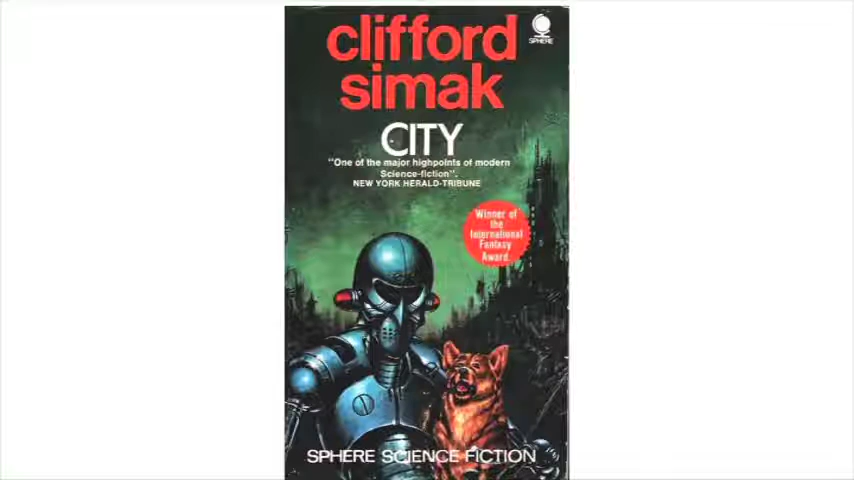 clifford
simak
SPHERE
CITY
"One of the major highpoints of modern
Science-fiction".
NEW YORK HERALD-TRIBUNE
Winner of
the
International
Fantasy
Award
SPHERE SCIENCE FICTION